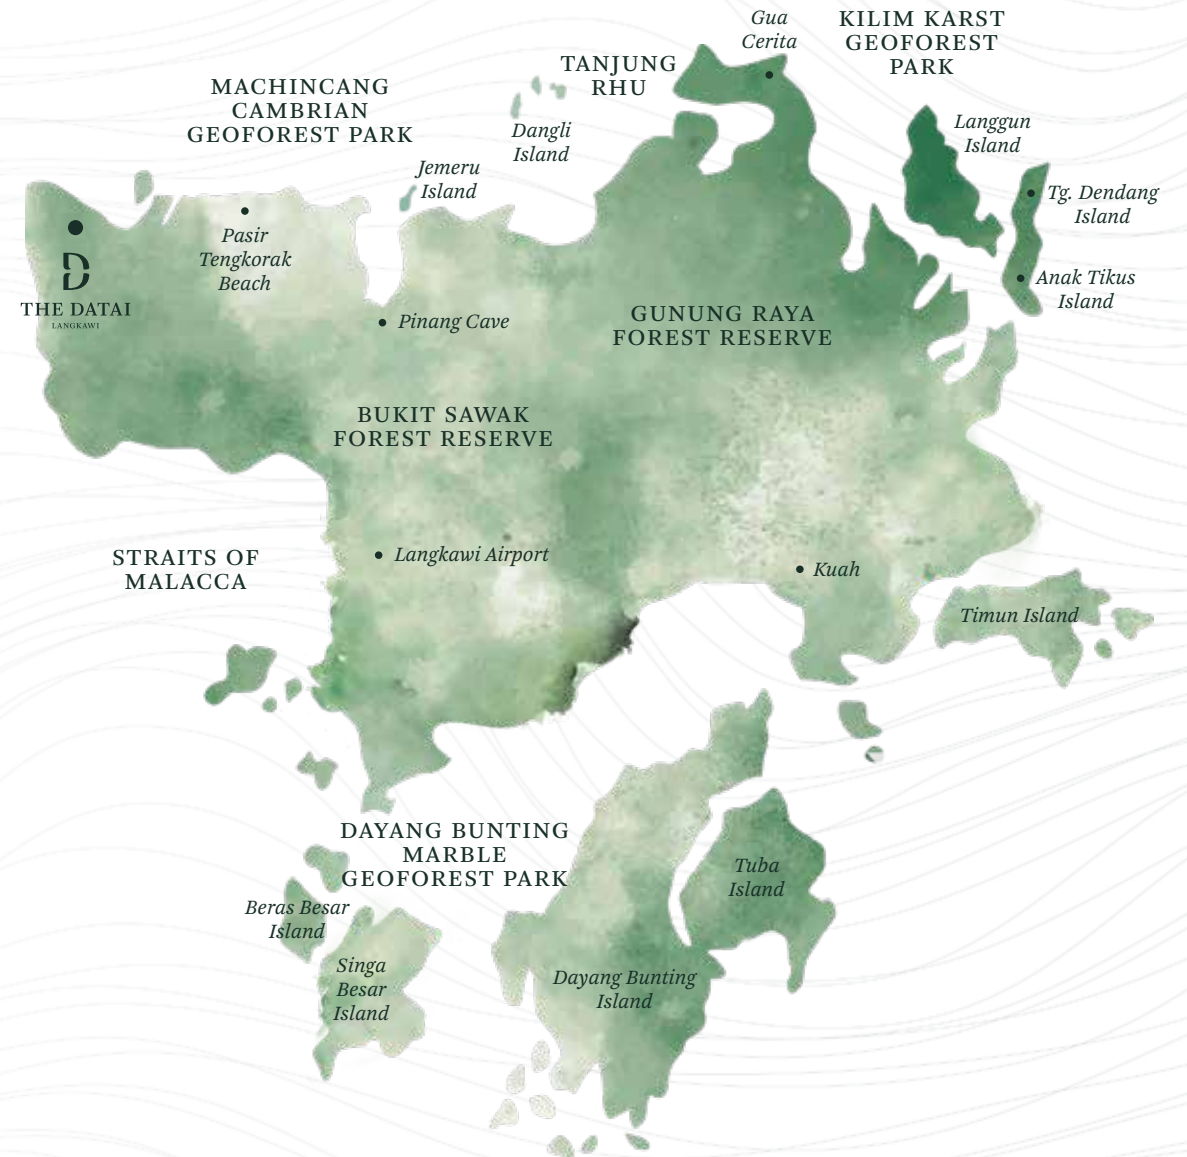 Gua
Cerita
KILIM KARST
GEOFOREST
PARK
TANJUNG
RHU
MACHINCANG
CAMBRIAN
GEOFOREST PARK
Dangli
Island
Langgun
Island
Jemeru
Island
Tg. Dendang
Island
Pasir
Tengkorak
Beach
D
THE DATAI
LANGKAWI
Anak Tikus
Island
Pinang Cave
GUNUNG RAYA
FOREST RESERVE
BUKIT SAWAK
FOREST RESERVE
STRAITS OF
MALACCA
Langkawi Airport
Kuah
Timun Island
DAYANG BUNTING
MARBLE
GEOFOREST PARK
Tuba
Island
Beras Besar
Island
Singa
Besar
Island
Dayang Bunting
Island